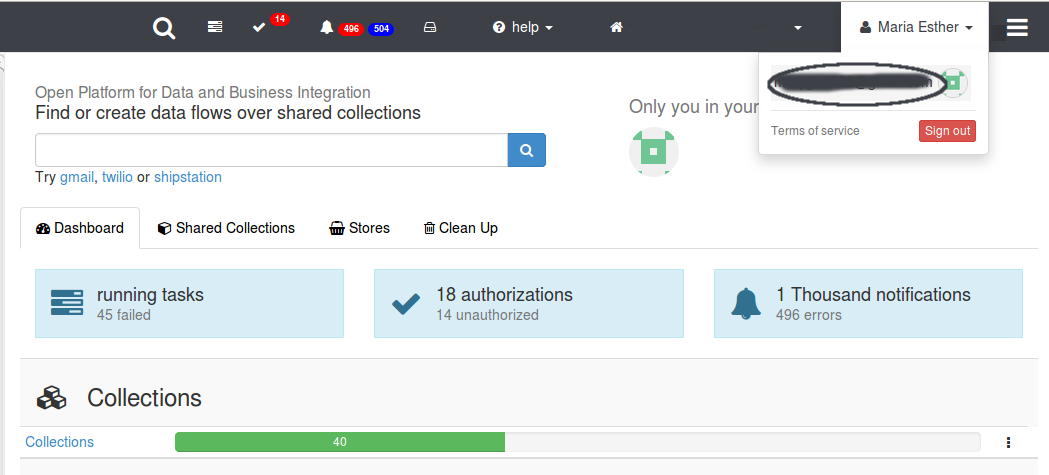 14
496 504
help
Maria Esther
Open Platform for Data and Business Integration
Find or create data flows over shared collections
Only you in your
Terms of service
Sign out
Try gmail, twilio or shipstation
Dashboard
Shared Collections
Stores
Clean Up
running tasks
45 failed
18 authorizations
14 unauthorized
1 Thousand notifications
496 errors
Collections
Collections
40